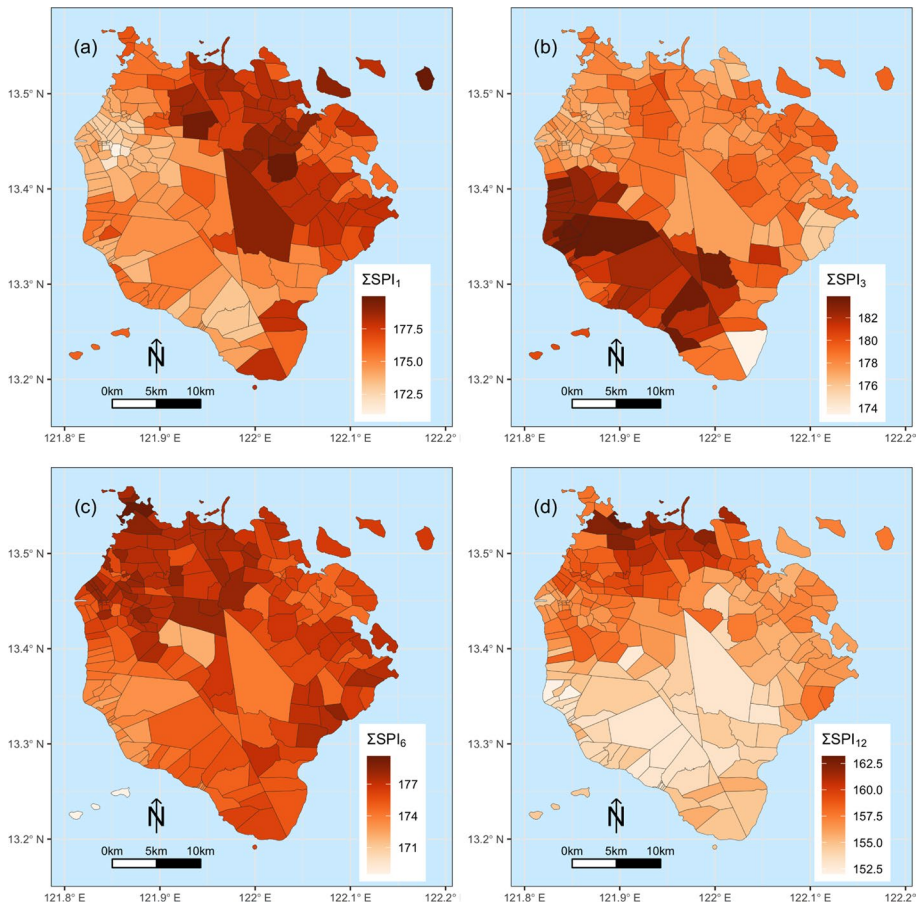 (a)
13.5° N
13.4° N
13.3° N
13.2° N
ΣSPI1
177.5
175.0
172.5
N
0km 5km 10km
121.8° E 121.9° E 122° E 122.1° E 122.2°
(b)
13.5° N
13.4° N
13.3° N
13.2° N
ΣSPI3
182
180
178
176
174
N
0km 5km 10km
121.8° E 121.9° E 122° E 122.1° E 122.2°
(c)
13.5° N
13.4° N
13.3° N
13.2° N
ΣSPI6
177
174
171
N
0km 5km 10km
121.8° E 121.9° E 122° E 122.1° E 122.2°
(d)
13.5° N
13.4° N
13.3° N
13.2° N
ΣSPI12
162.5
160.0
157.5
155.0
152.5
N
0km 5km 10km
121.8° E 121.9° E 122° E 122.1° E 122.2°